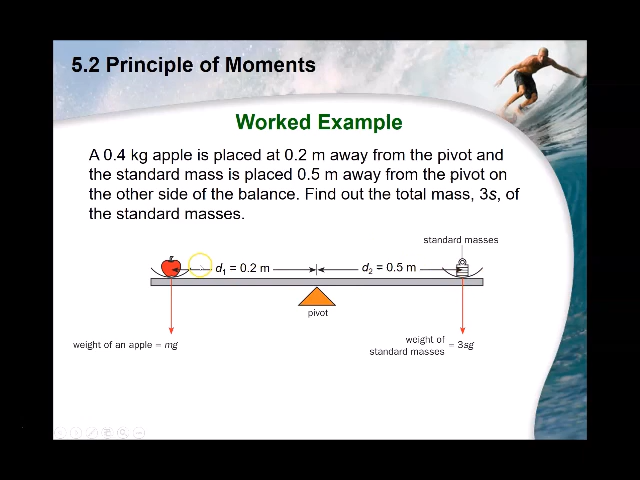 5.2 Principle of Moments
Worked Example
A 0.4 kg apple is placed at 0.2 m away from the pivot and
the standard mass is placed 0.5 m away from the pivot on
the other side of the balance. Find out the total mass, 3s, of
the standard masses.
standard masses
d₁ = 0.2 m
d₂ = 0.5 m
pivot
weight of an apple = mg
weight of
standard masses = 3sg